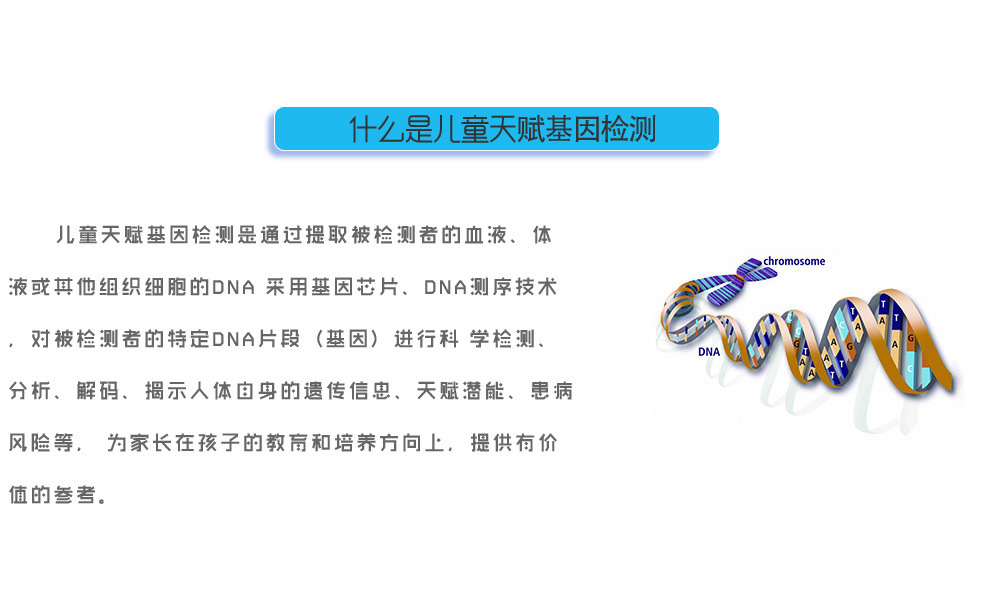 什么是儿童天赋基因检测
儿童天赋基因检测是通过提取被检测者的血液、体
液或其他组织细胞的DNA 采用基因芯片、DNA测序技术
，对被检测者的特定DNA片段（基因）进行科 学检测、
分析、解码、揭示人体自身的遗传信息、天赋潜能、患病
风险等， 为家长在孩子的教育和培养方向上，提供有价
值的参考。
chromosome
DNA